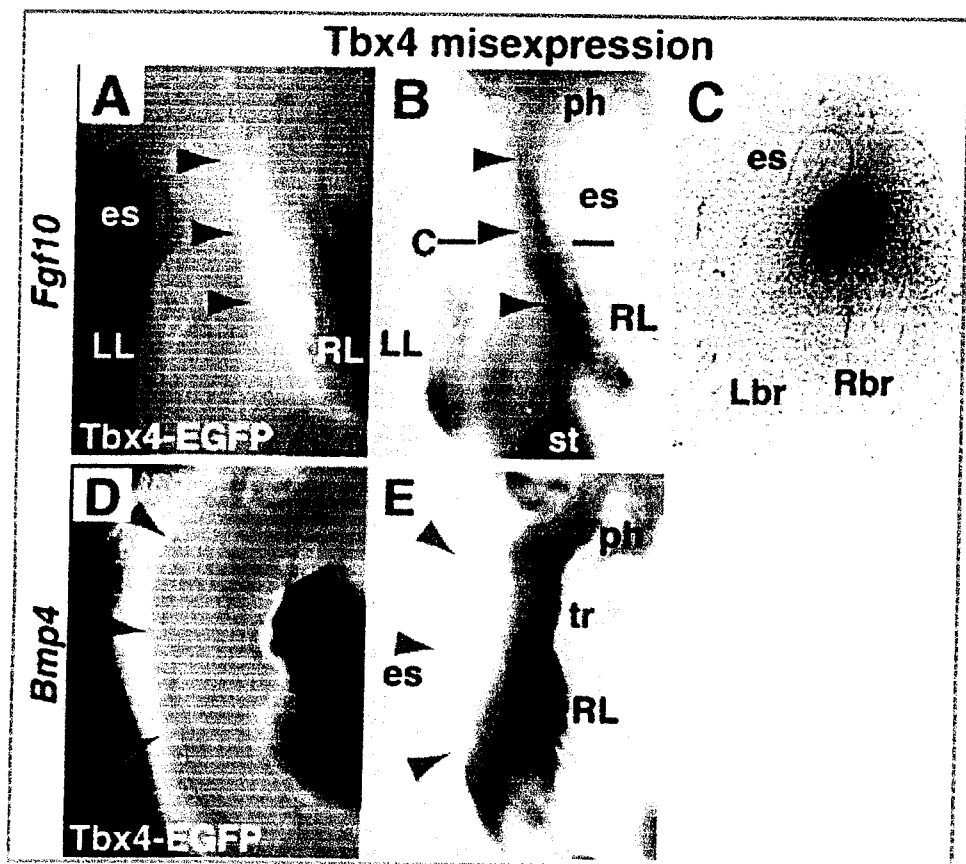 Tbx4 misexpression
A
B
C
ph
es
es
es
C
Fgf10
LL
RL
LL
RL
Lbr
Rbr
Tbx4-EGFP
st
D
E
ph
tr
es
Bmp4
RL
Tbx4-EGFP